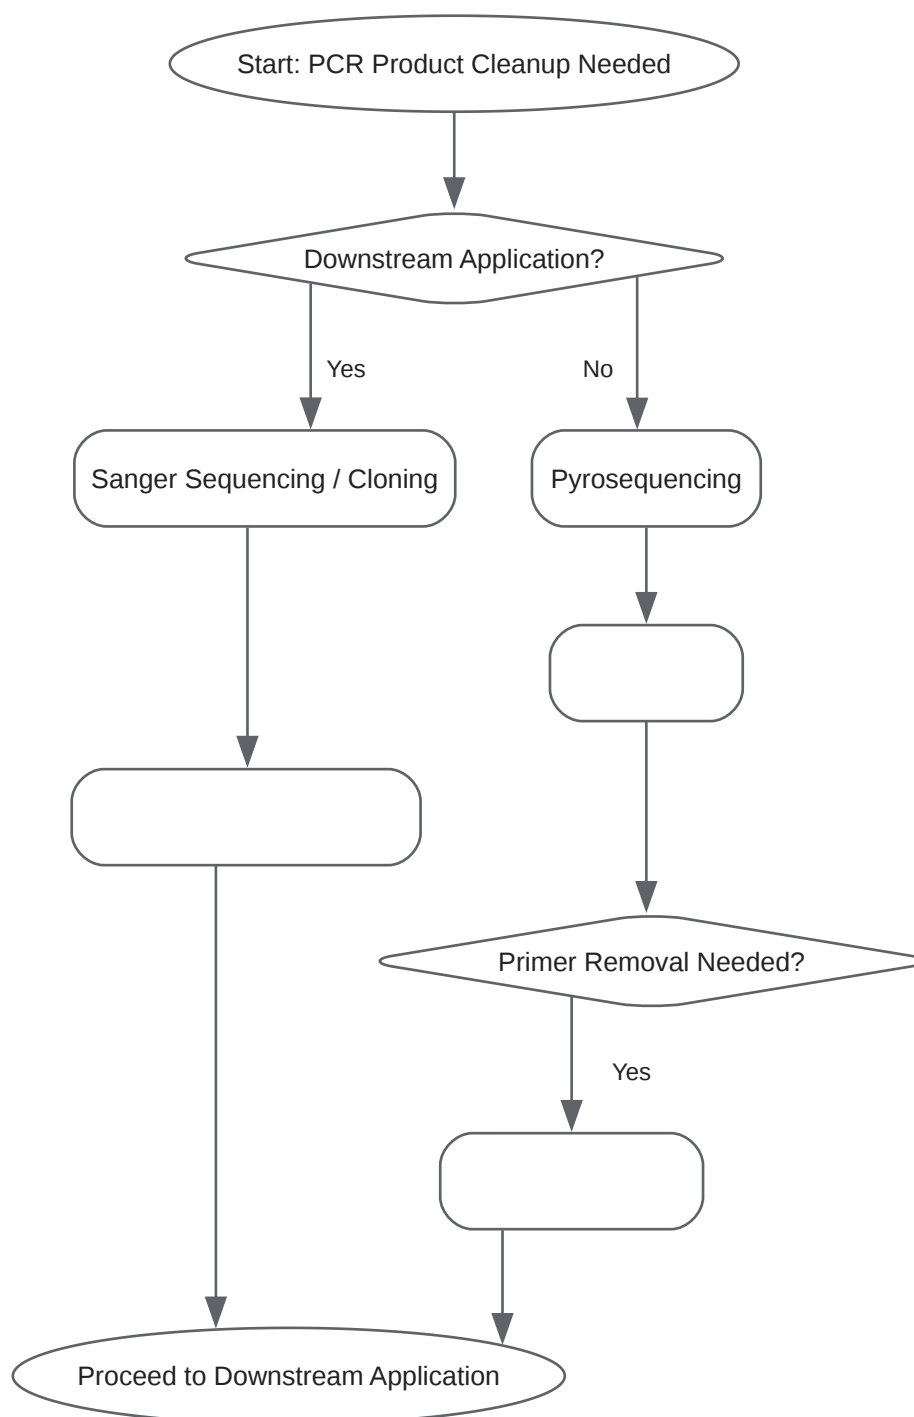 Start: PCR Product Cleanup Needed
Downstream Application?
Yes
No
Sanger Sequencing / Cloning
Pyrosequencing
Primer Removal Needed?
Yes
Proceed to Downstream Application